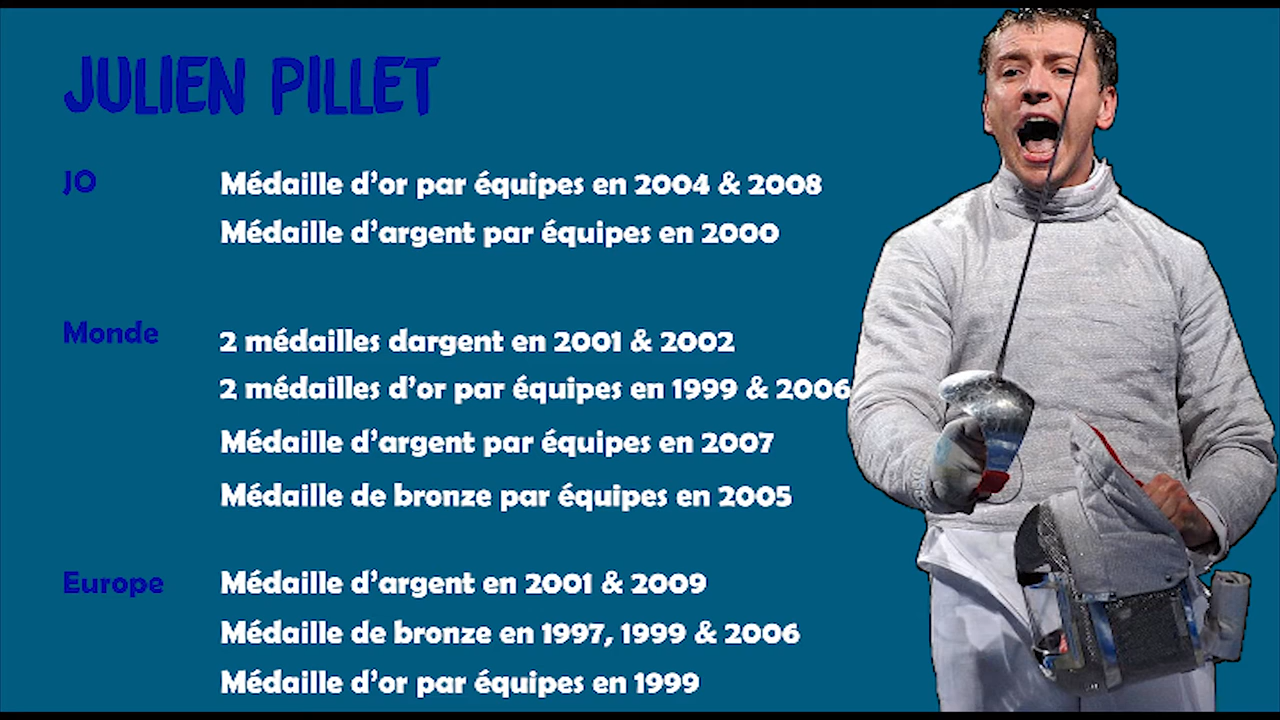 JULIEN PILLET
JO
Médaille d'or par équipes en 2004 & 2008
Médaille d'argent par équipes en 2000
Monde
2 médailles dargent en 2001 & 2002
2 médailles d'or par équipes en 1999 & 2006
Médaille d'argent par équipes en 2007
Médaille de bronze par équipes en 2005
Europe
Médaille d'argent en 2001 & 2009
Médaille de bronze en 1997, 1999 & 2006
Médaille d'or par équipes en 1999